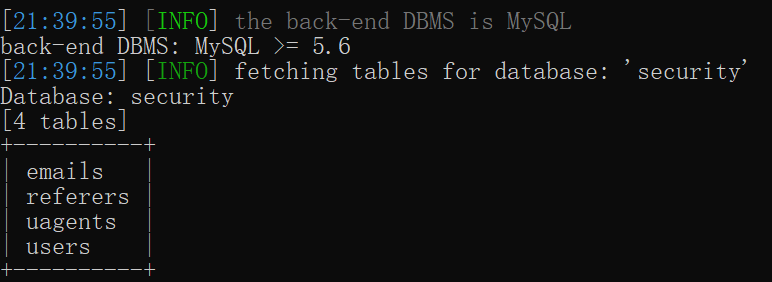 [21:39:55] [INFO] the back-end DBMS is MySQL
back-end DBMS: MySQL >= 5.6
[21:39:55] [INFO] fetching tables for database: 'security'
Database: security
[4 tables]
+----------+
| emails   |
| referers |
| uagents  |
| users    |
+----------+